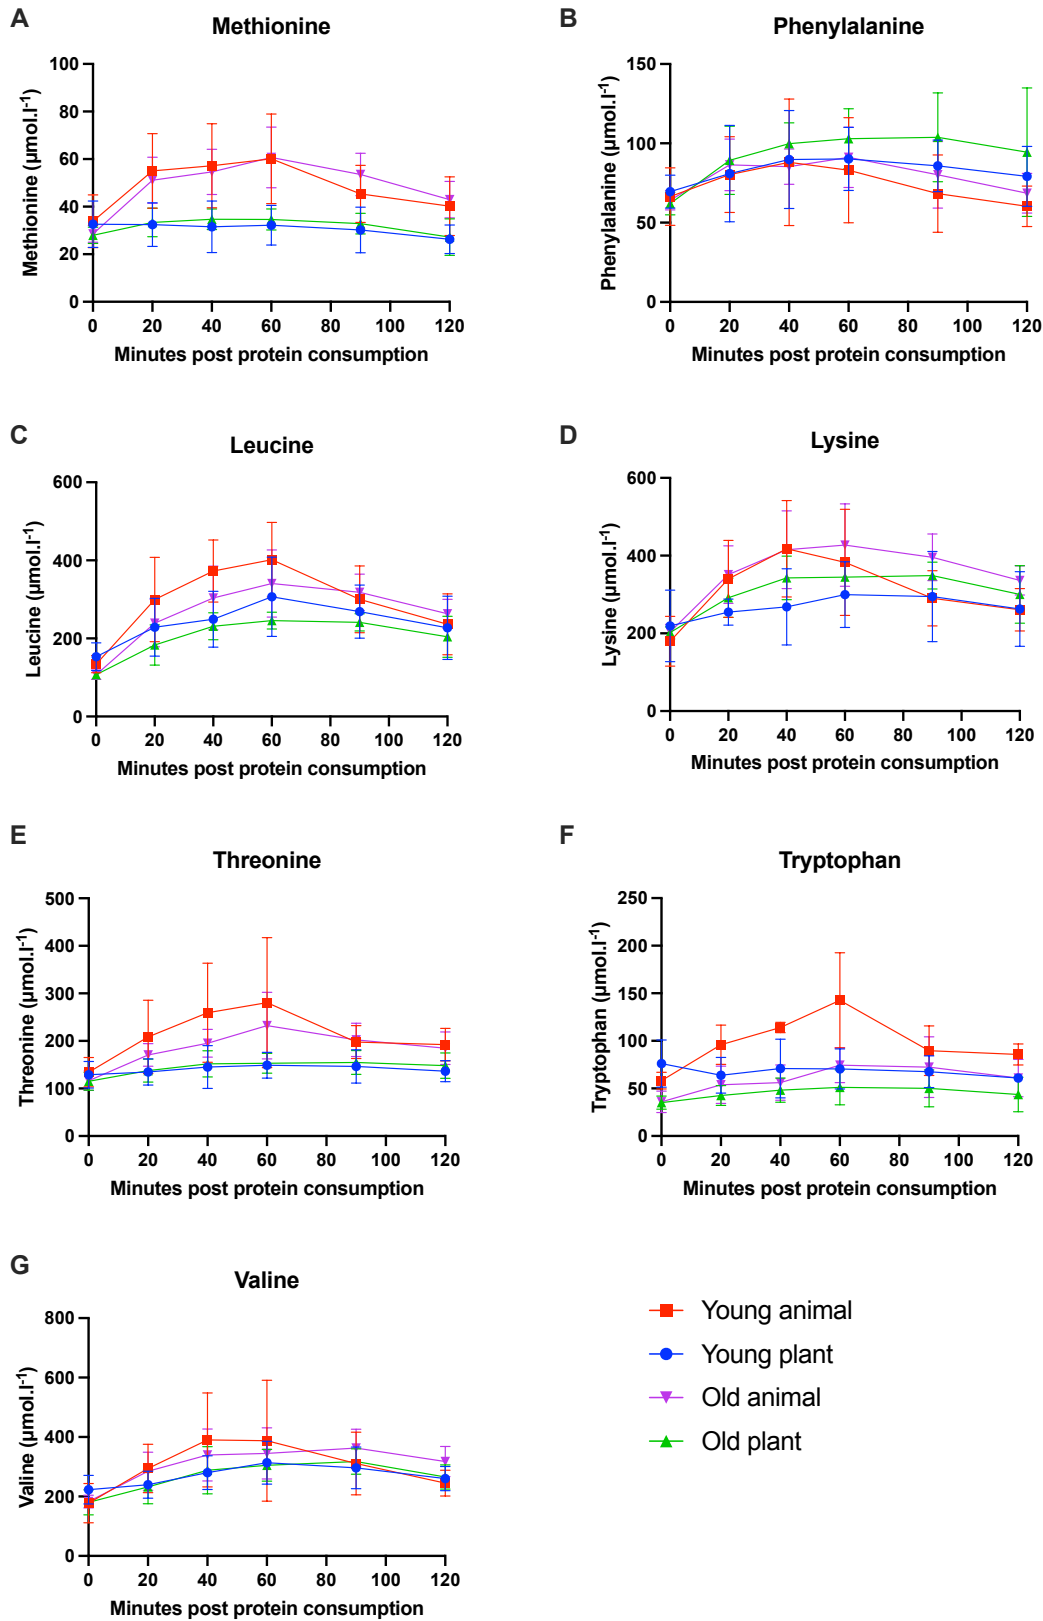 A
Methionine
Methionine (μmol.l-1)
100
80
60
40
20
0
0 20 40 60 80 100 120
Minutes post protein consumption
B
Phenylalanine
Phenylalanine (μmol.l-1)
150
100
50
0
0 20 40 60 80 100 120
Minutes post protein consumption
C
Leucine
Leucine (μmol.l-1)
600
400
200
0
0 20 40 60 80 100 120
Minutes post protein consumption
D
Lysine
Lysine (μmol.l-1)
600
400
200
0
0 20 40 60 80 100 120
Minutes post protein consumption
E
Threonine
Threonine (μmol.l-1)
500
400
300
200
100
0
0 20 40 60 80 100 120
Minutes post protein consumption
F
Tryptophan
Tryptophan (μmol.l-1)
250
200
150
100
50
0
0 20 40 60 80 100 120
Minutes post protein consumption
G
Valine
Valine (μmol.l-1)
800
600
400
200
0
0 20 40 60 80 100 120
Minutes post protein consumption
Young animal
Young plant
Old animal
Old plant